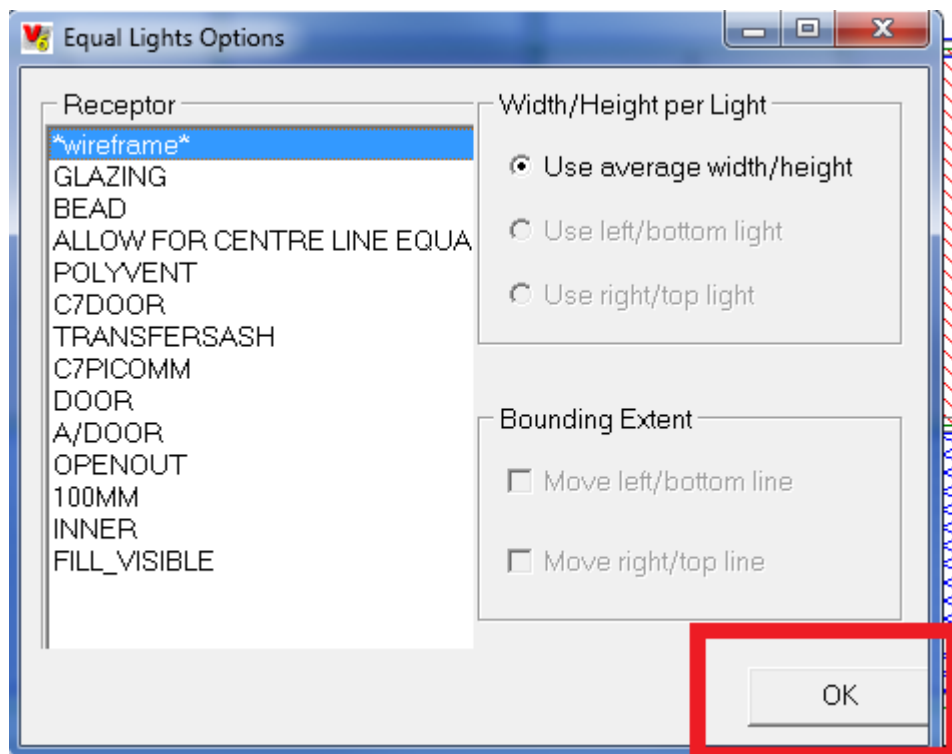 Equal Lights Options
Receptor
*wireframe*
GLAZING
BEAD
ALLOW FOR CENTRE LINE EQUA
POLYVENT
C7DOOR
TRANSFERSASH
C7PICOMM
DOOR
A/DOOR
OPENOUT
100MM
INNER
FILL_VISIBLE
Width/Height per Light
Use average width/height
Use left/bottom light
Use right/top light
Bounding Extent
Move left/bottom line
Move right/top line
OK